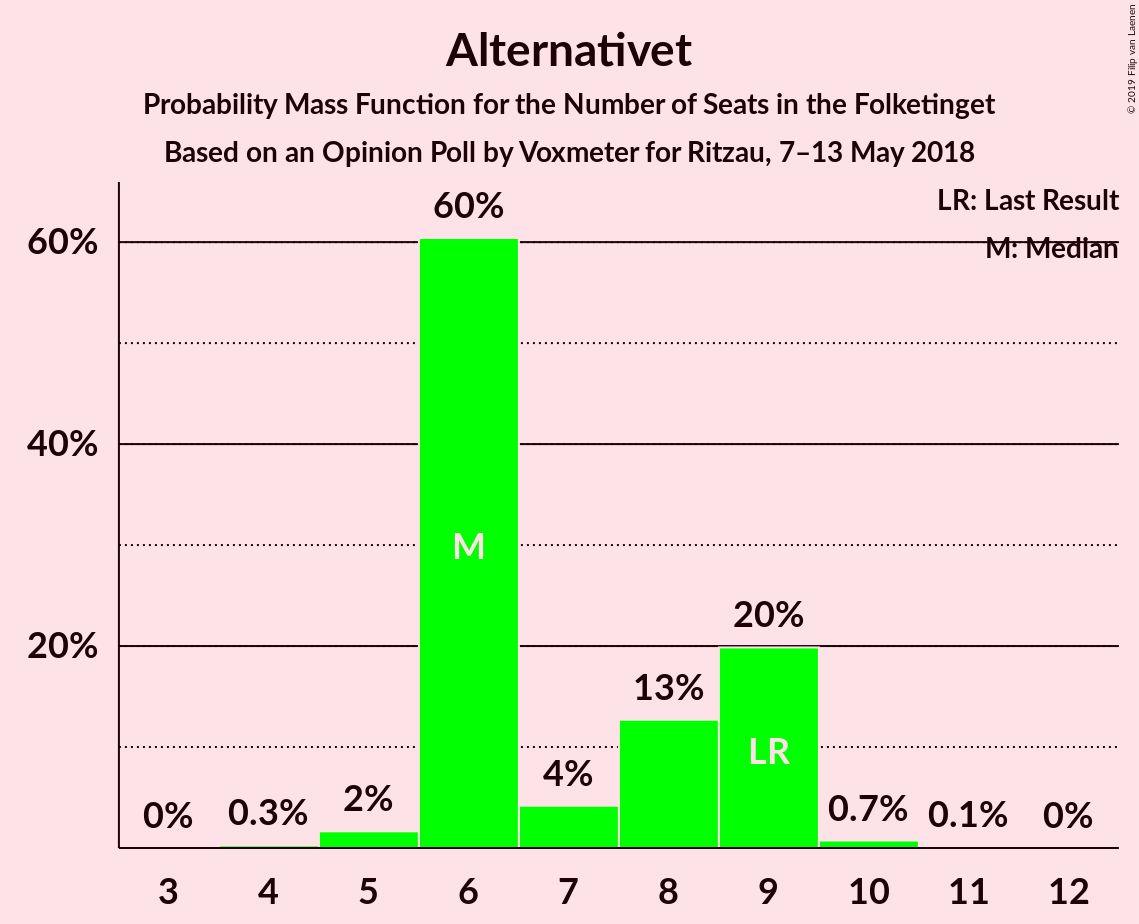 Alternativet
Probability Mass Function for the Number of Seats in the Folketinget
Based on an Opinion Poll by Voxmeter for Ritzau, 7–13 May 2018
© 2019 Filip van Laenen
LR: Last Result
M: Median
60%
40%
20%
0%
0.3%
2%
60%
M
4%
13%
20%
LR
0.7%
0.1%
0%
3 4 5 6 7 8 9 10 11 12